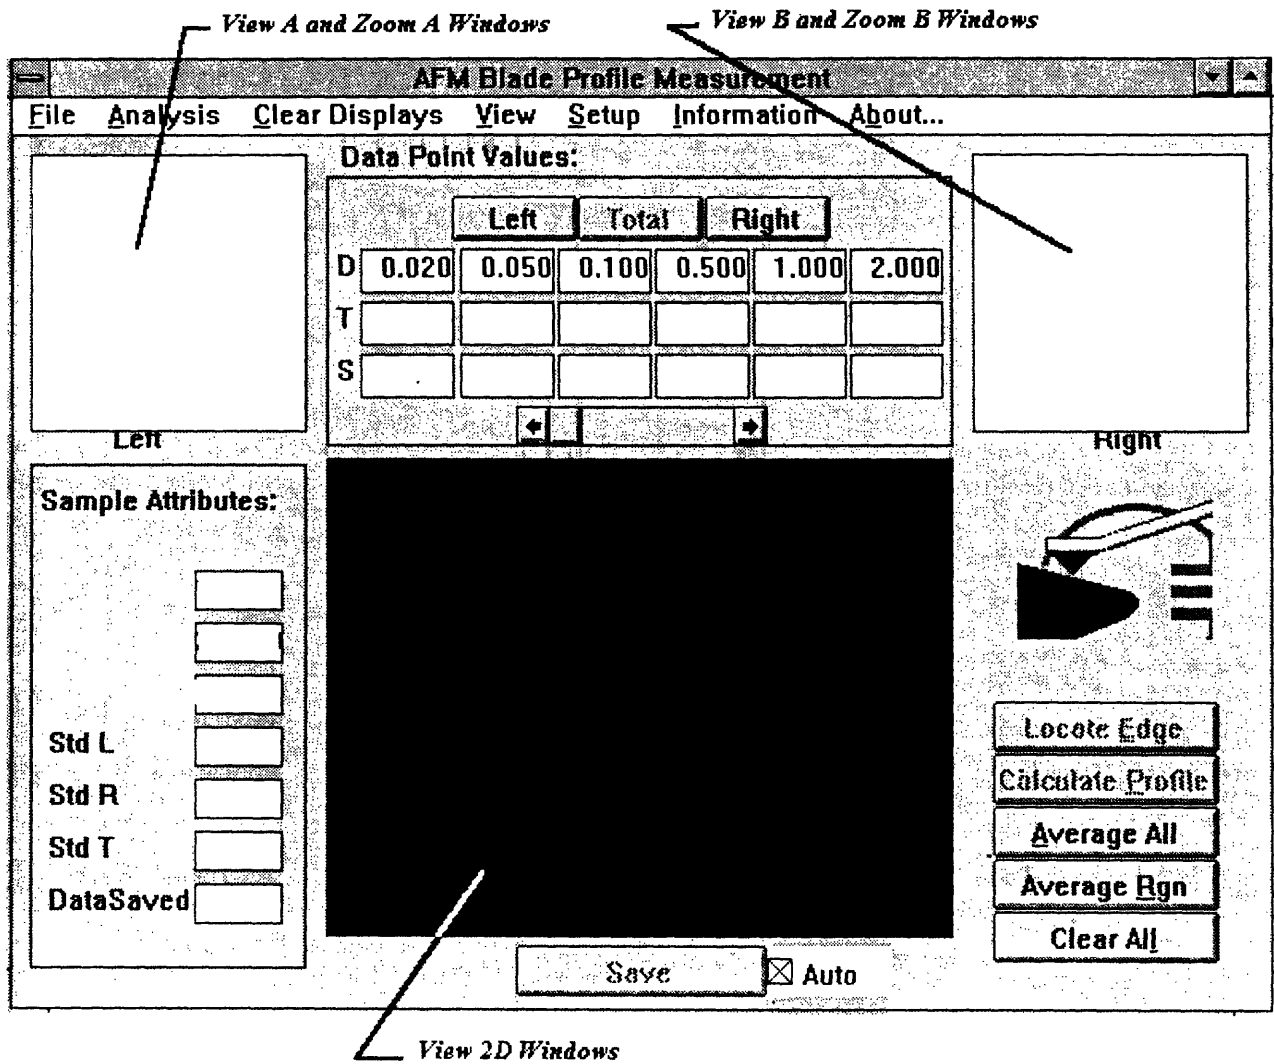 View A and Zoom A Windows
View B and Zoom B Windows
AFM Blade Profile Measurement
File Analysis Clear Displays View Setup Information About...
Data Point Values:
Left Total Right
D 0.020 0.050 0.100 0.500 1.000 2.000
T
S
Left
Right
Sample Attributes:
Std L
Std R
Std T
DataSaved
Locate Edge
Calculate Profile
Average All
Average Rgn
Clear All
Save Auto
View 2D Windows